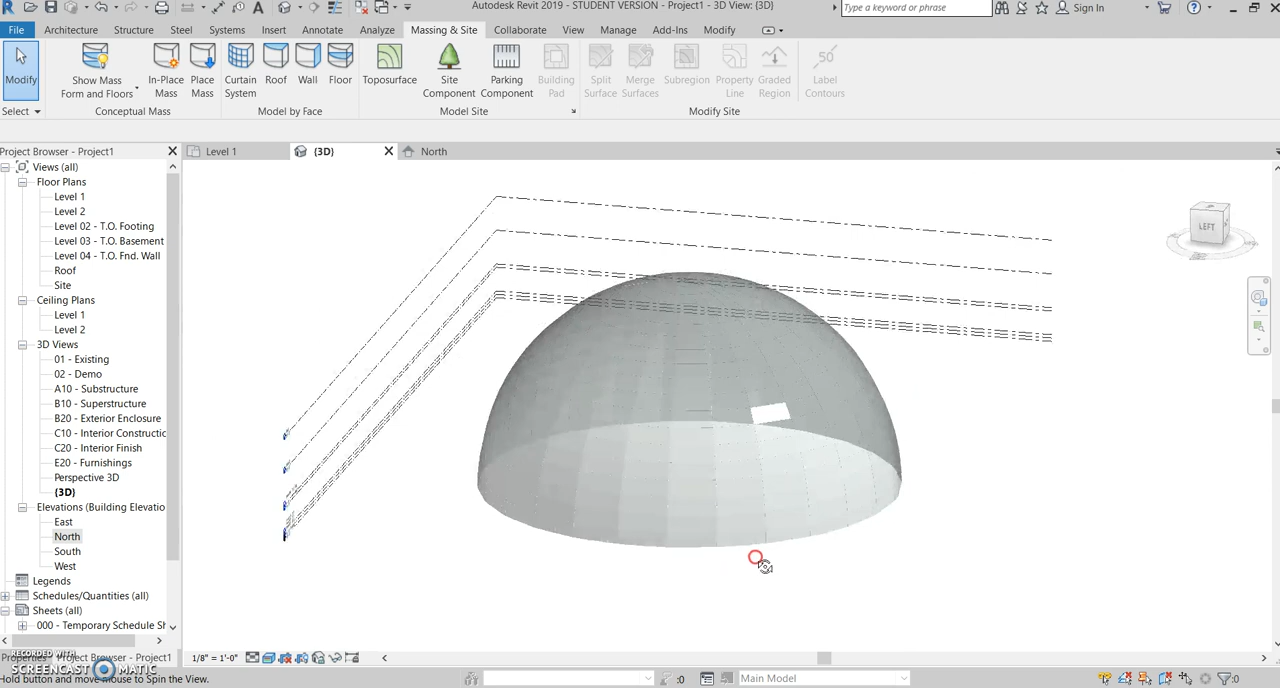 Autodesk Revit 2019 - STUDENT VERSION - Project1 - 3D View: {3D}
Type a keyword or phrase
Sign In
File Architecture Structure Steel Systems Insert Annotate Analyze Massing & Site Collaborate View Manage Add-Ins Modify
Modify
Show Mass Form and Floors
In-Place Mass
Place Mass
Curtain System
Roof
Wall
Floor
Toposurface
Site Component
Parking Component
Building Pad
Split Surface
Merge Surfaces
Subregion
Property Line
Graded Region
50
Label Contours
Select
Conceptual Mass
Model by Face
Model Site
Modify Site
Project Browser - Project1
Level 1
(3D)
North
Views (all)
Floor Plans
Level 1
Level 2
Level 02 - T.O. Footing
Level 03 - T.O. Basement
Level 04 - T.O. Fnd. Wall
Roof
Site
Ceiling Plans
Level 1
Level 2
3D Views
01 - Existing
02 - Demo
A10 - Substructure
B10 - Superstructure
B20 - Exterior Enclosure
C10 - Interior Constructic
C20 - Interior Finish
E20 - Furnishings
Perspective 3D
{3D}
Elevations (Building Elevatio
East
North
South
West
Legends
Schedules/Quantities (all)
Sheets (all)
000 - Temporary Schedule Sh
LEFT
RECORDED WITH
SCREENCAST MATIC
Properties
Project Browser - Project1
1/8" = 1'-0"
Hold button and move mouse to Spin the View.
:0
Main Model
:0